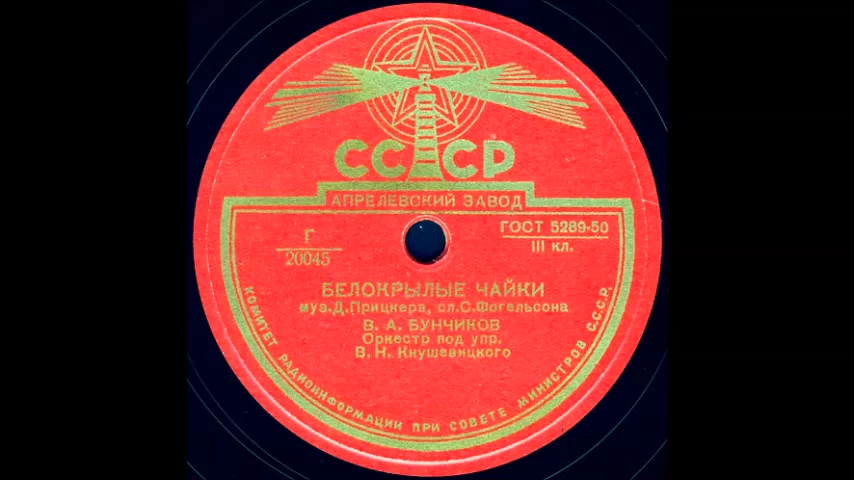 СССР
АПРЕЛЕВСКИЙ ЗАВОД
Г
20045
ГОСТ 5289-50
III кл.
БЕЛОКРЫЛЫЕ ЧАЙКИ
муз.Д.Прицкера, сл.С.Фогельсона
В. А. БУНЧИКОВ
Оркестр под упр.
В. Н. Кнушевицкого
КОМИТЕТ РАДИОИНФОРМАЦИИ ПРИ СОВЕТЕ МИНИСТРОВ С.С.С.Р.